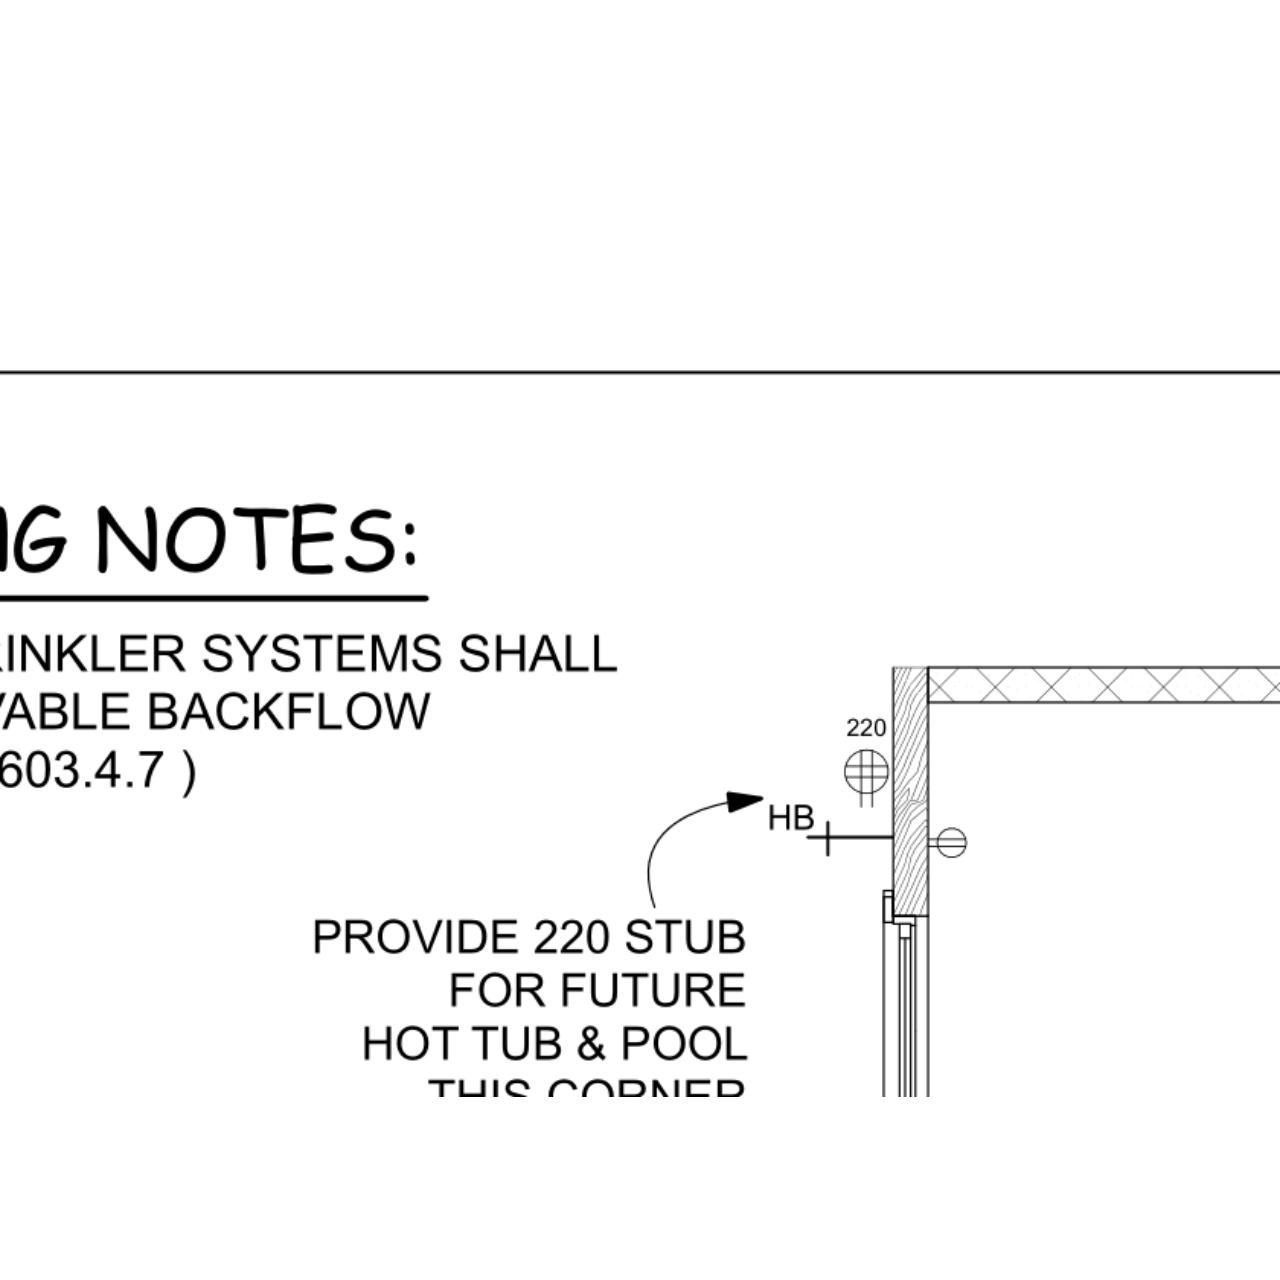 NG NOTES:
RINKLER SYSTEMS SHALL
VABLE BACKFLOW
603.4.7 )
220
HB
PROVIDE 220 STUB
FOR FUTURE
HOT TUB & POOL
THIS CORNER